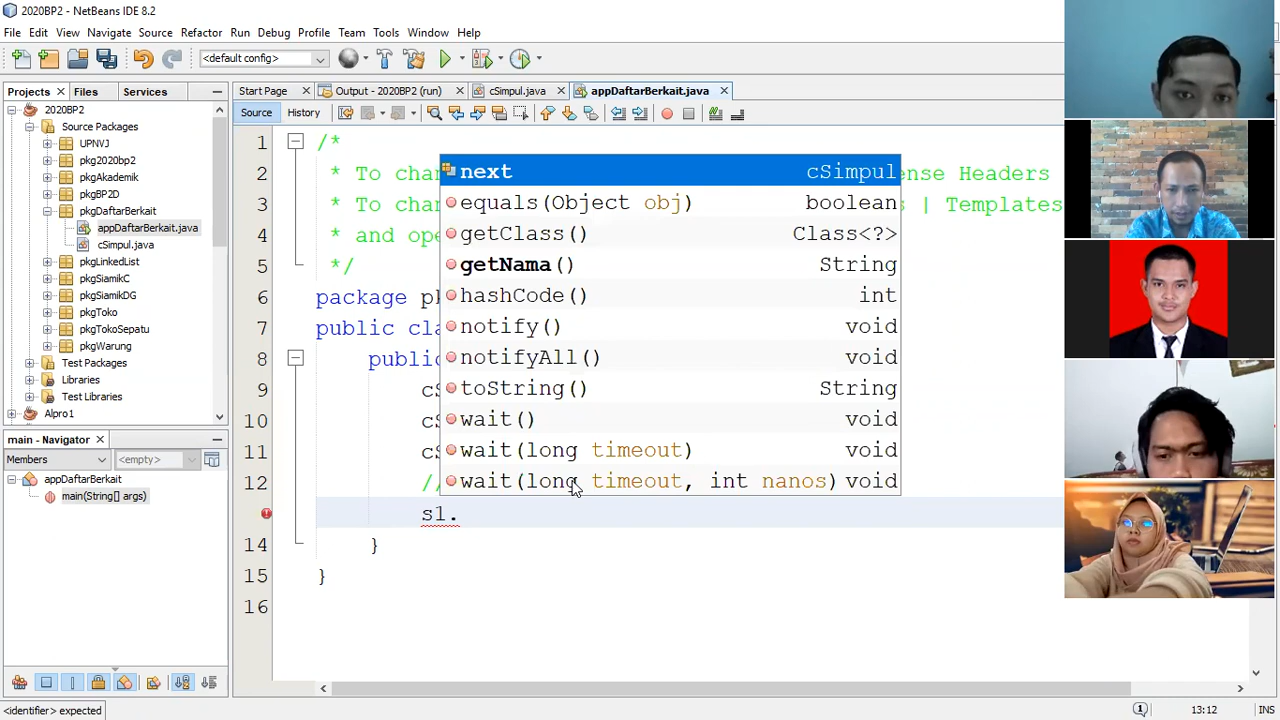 2020BP2 - NetBeans IDE 8.2
File Edit View Navigate Source Refactor Run Debug Profile Team Tools Window Help
<default config>
Projects Files Services
Start Page Output - 2020BP2 (run) cSimpul.java appDaftarBerkait.java
Source History
2020BP2
Source Packages
UPNVJ
pkg2020bp2
pkgAkademik
pkgBP2D
pkgDaftarBerkait
appDaftarBerkait.java
cSimpul.java
pkgLinkedList
pkgSiamikC
pkgSiamikDG
pkgToko
pkgTokoSepatu
pkgWarung
Test Packages
Libraries
Test Libraries
Alpro1
main - Navigator
Members <empty>
appDaftarBerkait
main(String[] args)
1 /*
2 * To chan ense Headers
3 * To chan s | Templates
4 * and ope
5 */
6 package pk
7 public cla
8 public
9 cS
10 cS
11 cS
12 //
s1.
14 }
15 }
16
next cSimpul
equals(Object obj) boolean
getClass() Class<?>
getNama() String
hashCode() int
notify() void
notifyAll() void
toString() String
wait() void
wait(long timeout) void
wait(long timeout, int nanos) void
<identifier> expected 1 13:12 INS